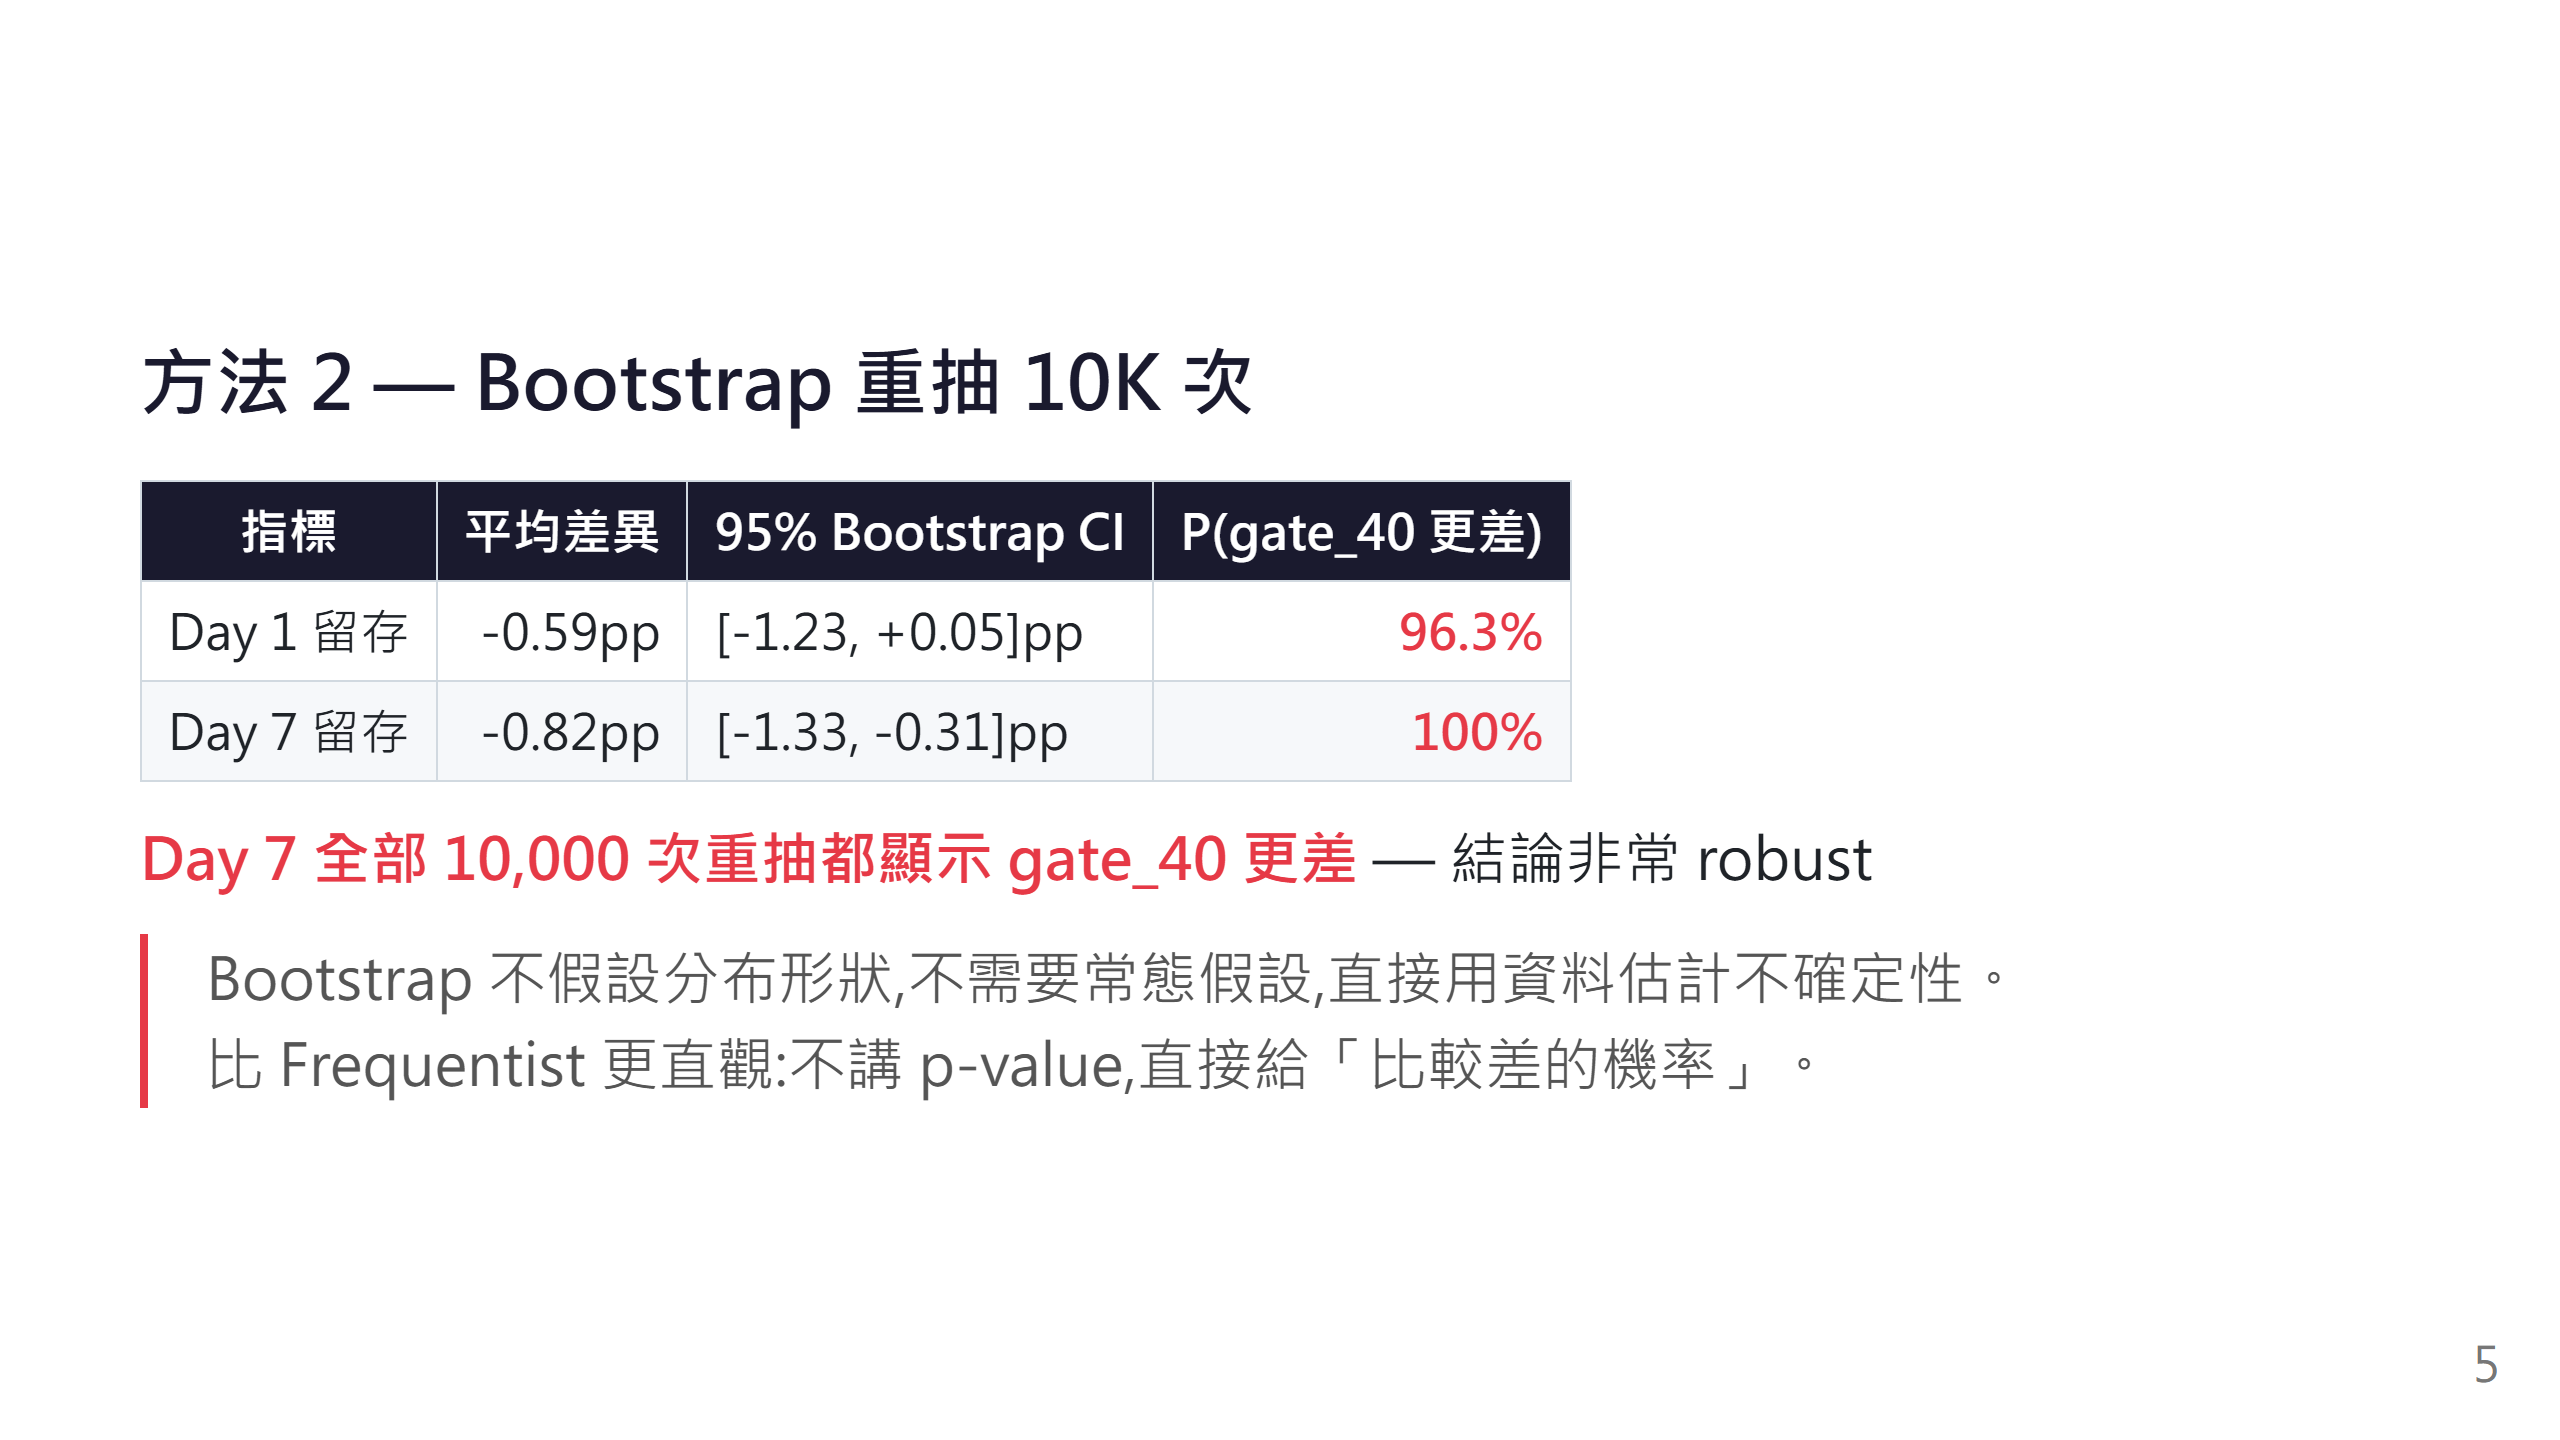 方法 2 — Bootstrap 重抽 10K 次
指標 平均差異 95% Bootstrap CI P(gate_40 更差)
Day 1 留存 -0.59pp [-1.23, +0.05]pp 96.3%
Day 7 留存 -0.82pp [-1.33, -0.31]pp 100%
Day 7 全部 10,000 次重抽都顯示 gate_40 更差 — 結論非常 robust
Bootstrap 不假設分布形狀,不需要常態假設,直接用資料估計不確定性。
比 Frequentist 更直觀:不講 p-value,直接給「比較差的機率」。
5